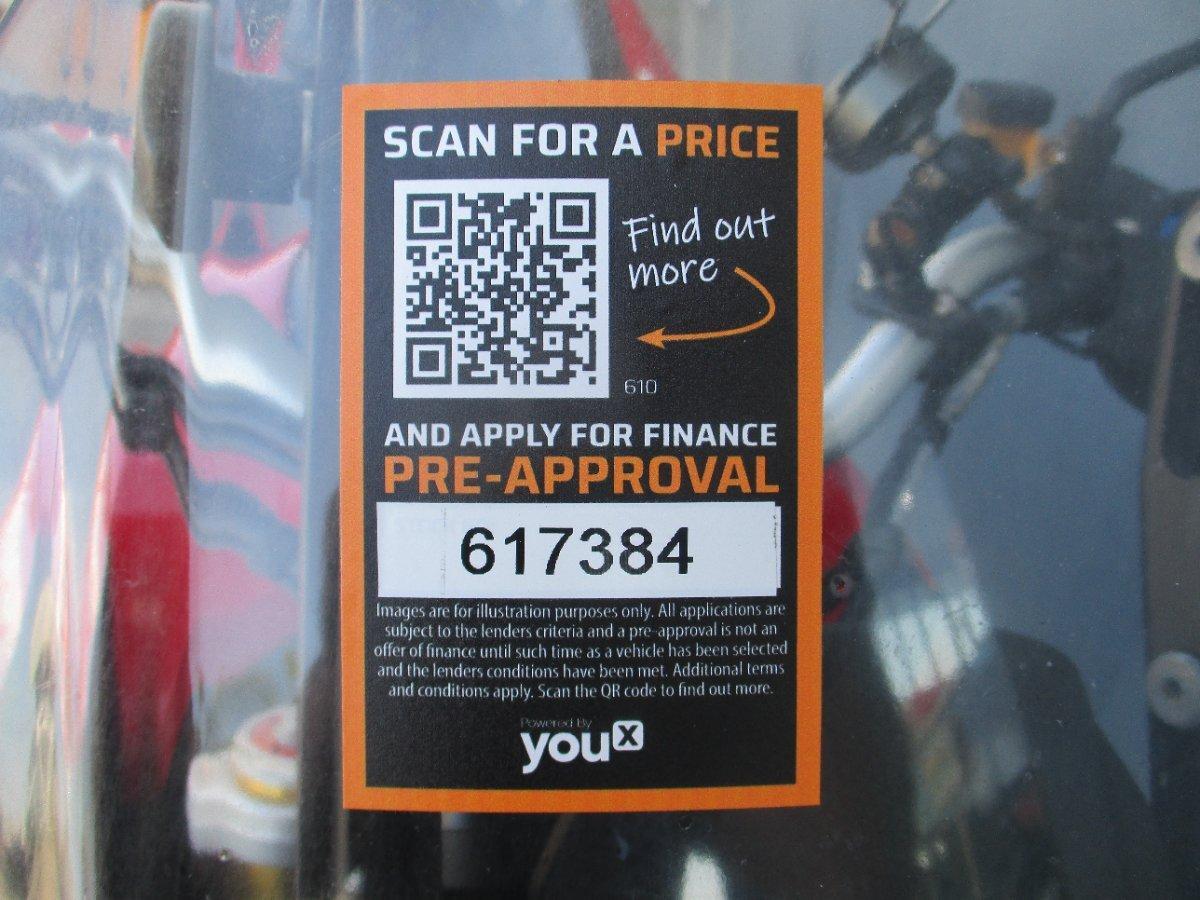 SCAN FOR A PRICE
Find out
more
610
AND APPLY FOR FINANCE
PRE-APPROVAL
617384
Images are for illustration purposes only. All applications are
subject to the lenders criteria and a pre-approval is not an
offer of finance until such time as a vehicle has been selected
and the lenders conditions have been met. Additional terms
and conditions apply. Scan the QR code to find out more.
Powered By
youx